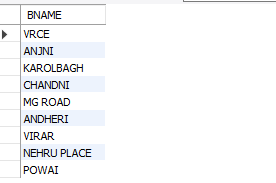 BNAME
VRCE
ANJNI
KAROLBAGH
CHANDNI
MG ROAD
ANDHERI
VIRAR
NEHRU PLACE
POWAI